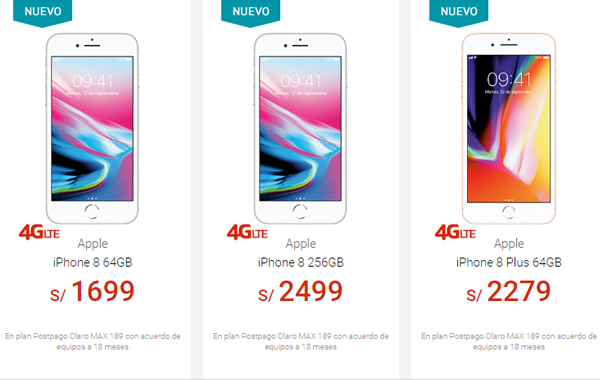 NUEVO
09:41
Martes, 12 de septiembre
4GLTE
Apple
iPhone 8 64GB
S/ 1699
En plan Postpago Claro MAX 189 con acuerdo de
equipos a 18 meses
NUEVO
09:41
Martes, 12 de septiembre
4GLTE
Apple
iPhone 8 256GB
S/ 2499
En plan Postpago Claro MAX 189 con acuerdo de
equipos a 18 meses
NUEVO
09:41
Martes, 12 de septiembre
4GLTE
Apple
iPhone 8 Plus 64GB
S/ 2279
En plan Postpago Claro MAX 189 con acuerdo de
equipos a 18 meses